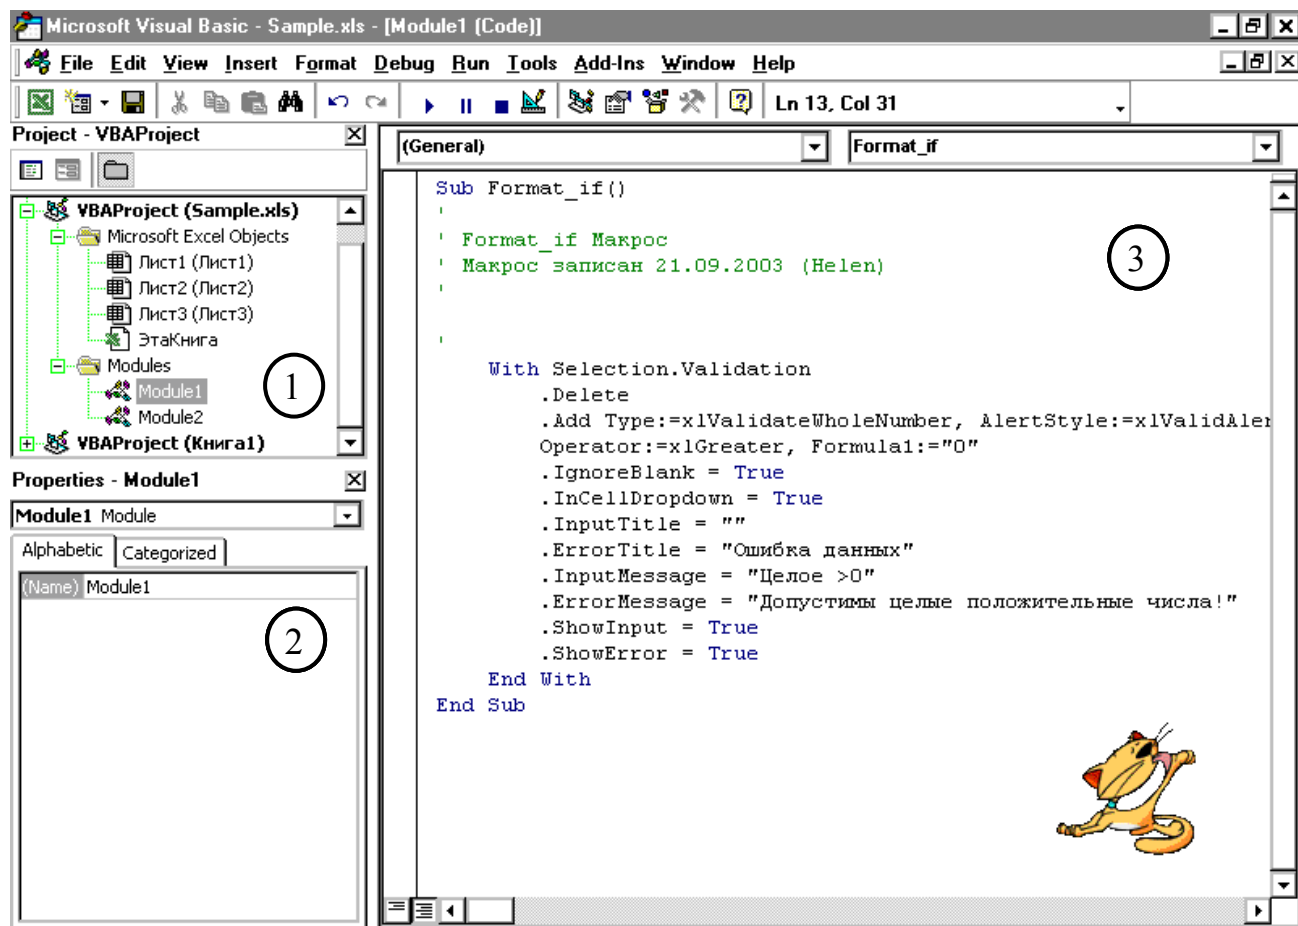 Microsoft Visual Basic - Sample.xls - [Module1 (Code)]
File Edit View Insert Format Debug Run Tools Add-Ins Window Help
Ln 13, Col 31
Project - VBAProject
VBAProject (Sample.xls)
Microsoft Excel Objects
Лист1 (Лист1)
Лист2 (Лист2)
Лист3 (Лист3)
ЭтаКнига
Modules
Module1
Module2
VBAProject (Книга1)
1
Properties - Module1
Module1 Module
Alphabetic Categorized
(Name) Module1
2
(General) Format_if
Sub Format_if()
'
' Format_if Макрос
' Макрос записан 21.09.2003 (Helen)
'
'
With Selection.Validation
.Delete
.Add Type:=xlValidateWholeNumber, AlertStyle:=xlValidAler
Operator:=xlGreater, Formula1:="0"
.IgnoreBlank = True
.InCellDropdown = True
.InputTitle = ""
.ErrorTitle = "Ошибка данных"
.InputMessage = "Целое >0"
.ErrorMessage = "Допустимы целые положительные числа!"
.ShowInput = True
.ShowError = True
End With
End Sub
3